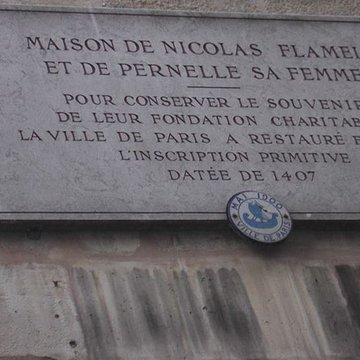 MAISON DE NICOLAS FLAMEL
ET DE PERNELLE SA FEMME
POUR CONSERVER LE SOUVENI
DE LEUR FONDATION CHARITAB
LA VILLE DE PARIS A RESTAURÉ E
L'INSCRIPTION PRIMITIVE
DATÉE DE 1407
MAI 1900
VILLE DE PARIS